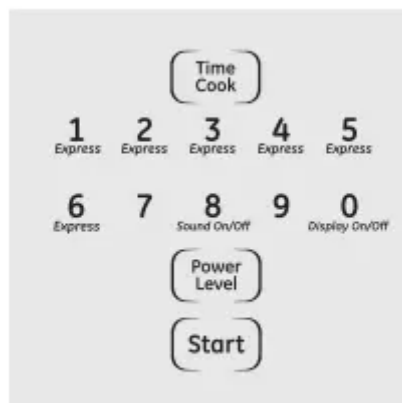 Time
Cook
1 2 3 4 5
Express Express Express Express Express
6 7 8 9 0
Express Sound On/Off Display On/Off
Power
Level
Start